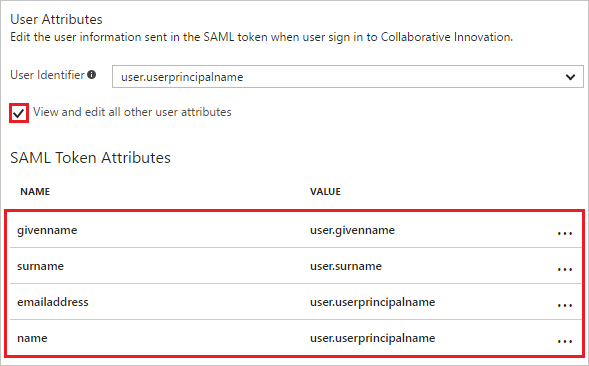 User Attributes
Edit the user information sent in the SAML token when user sign in to Collaborative Innovation.
User Identifier user.userprincipalname
View and edit all other user attributes
SAML Token Attributes
NAME VALUE
givenname user.givenname ...
surname user.surname ...
emailaddress user.userprincipalname ...
name user.userprincipalname ...